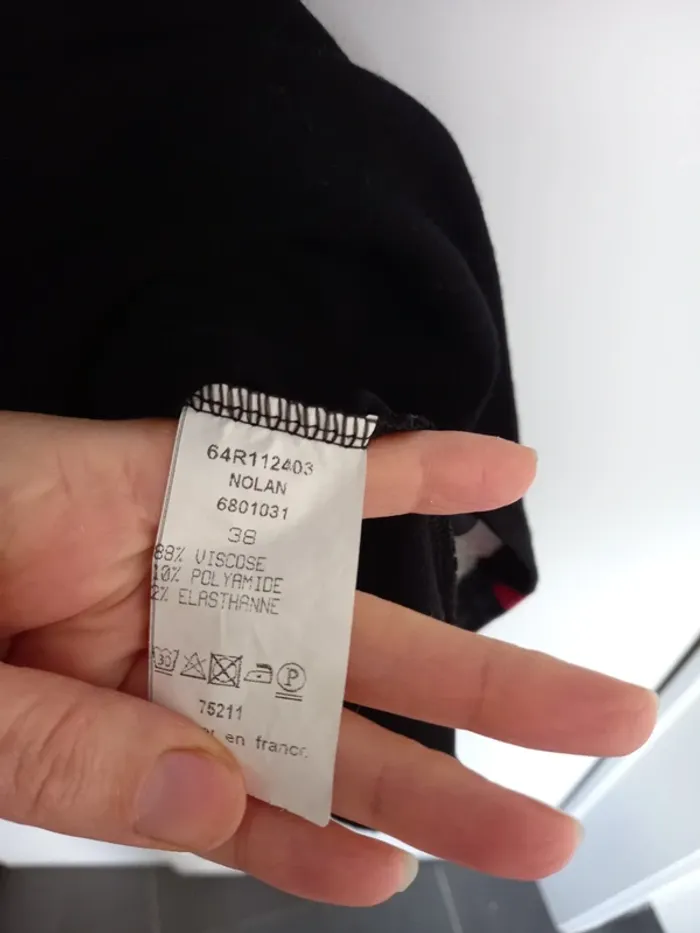 64R112403
NOLAN
6801031
38
88% VISCOSE
10% POLYAMIDE
2% ELASTHANNE
30 P
75211
en franc